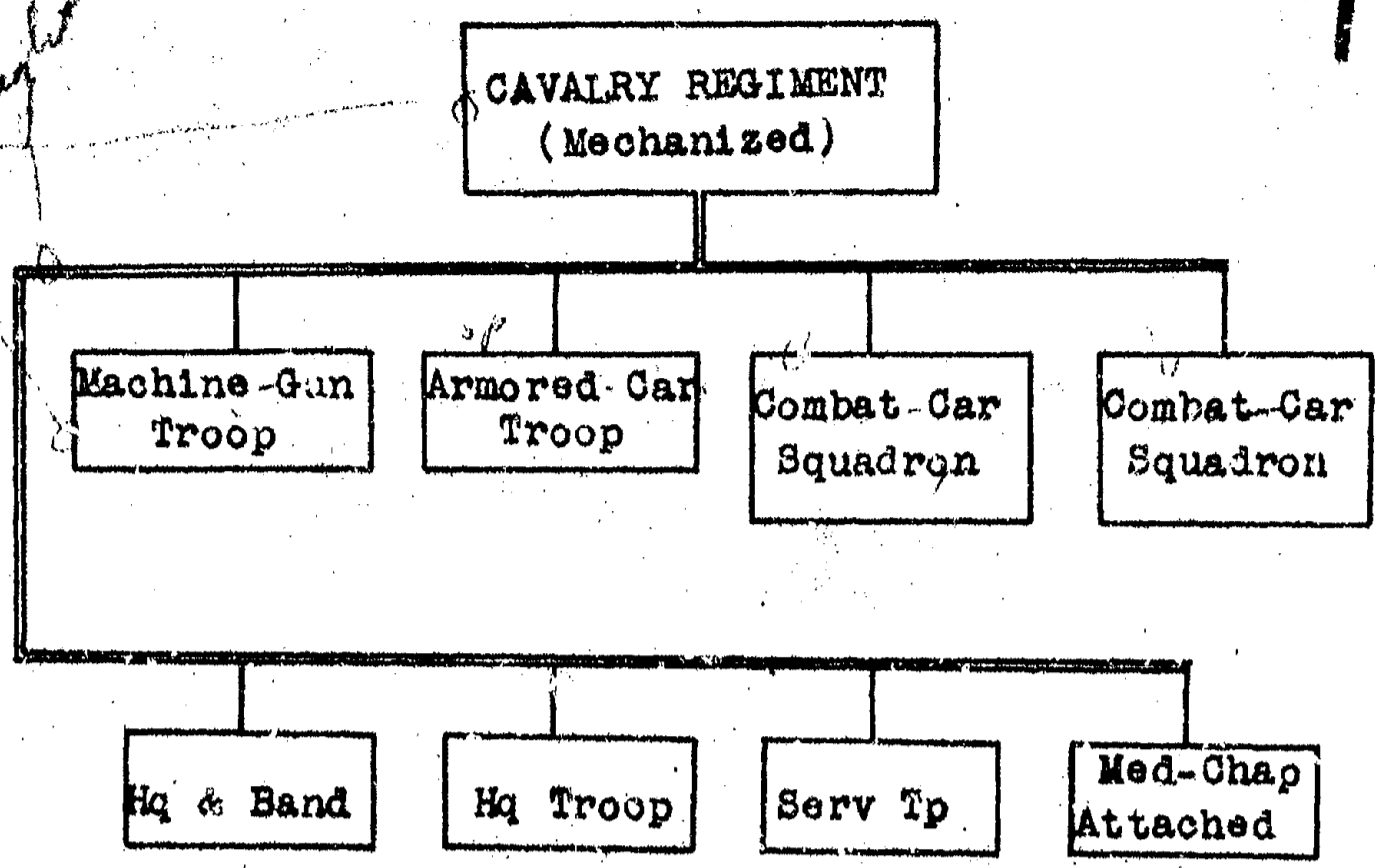 CAVALRY REGIMENT
(Mechanized)
Machine-Gun
Troop
Armored-Car
Troop
Combat-Car
Squadron
Combat-Car
Squadron
Hq & Band
Hq Troop
Serv Tp
Med-Chap
Attached